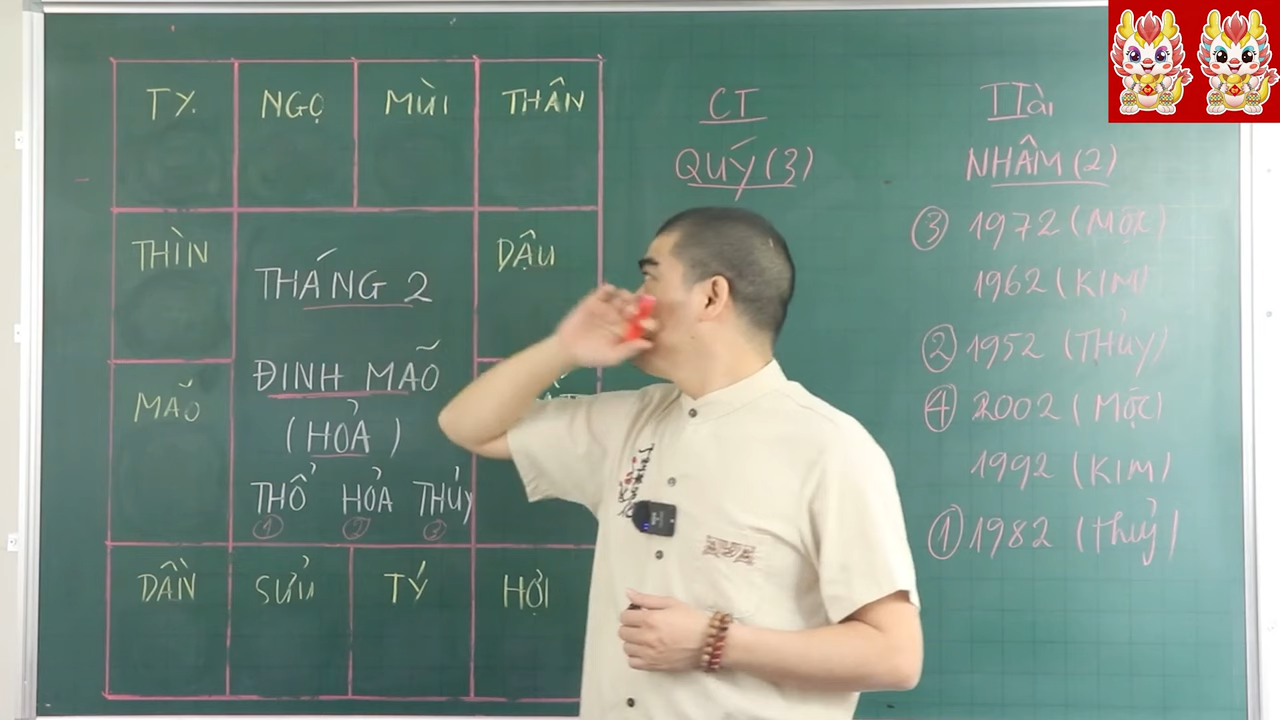 TỴ NGỌ MÙI THÂN
THÌN DẬU
MÃO
DẦN SỬU TÝ HỢI
THÁNG 2
ĐINH MÃO
(HỎA)
THỔ HỎA THỦY
① ② ③
CT
QUÝ (3)
TTài
NHÂM (2)
③ 1972 (MỘC)
1962 (KIM)
② 1952 (THỦY)
④ 2002 (MỘC)
1992 (KIM)
① 1982 (Thuỷ)